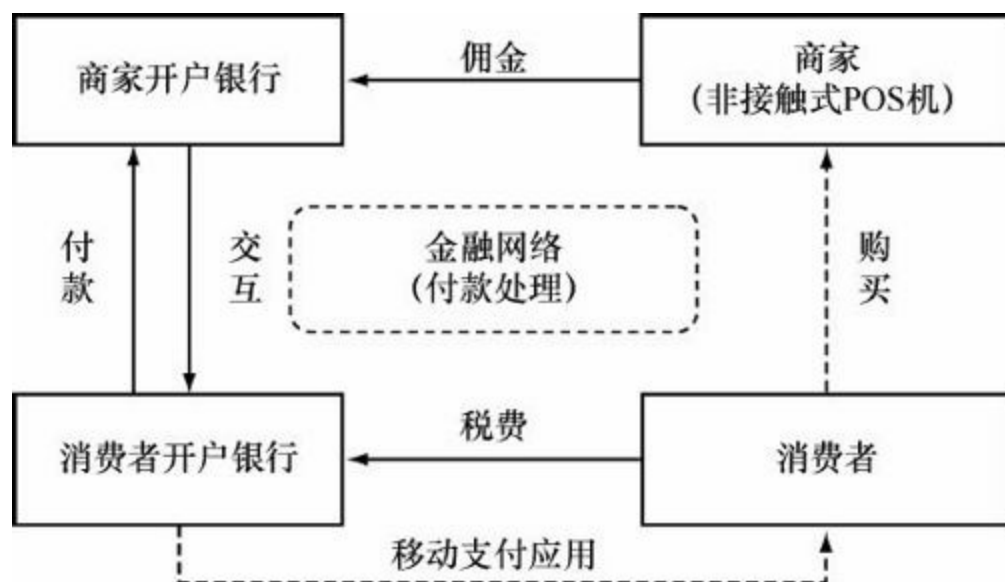 商家开户银行
佣金
商家
（非接触式POS机）
付款
交互
金融网络
（付款处理）
购买
消费者开户银行
税费
消费者
移动支付应用